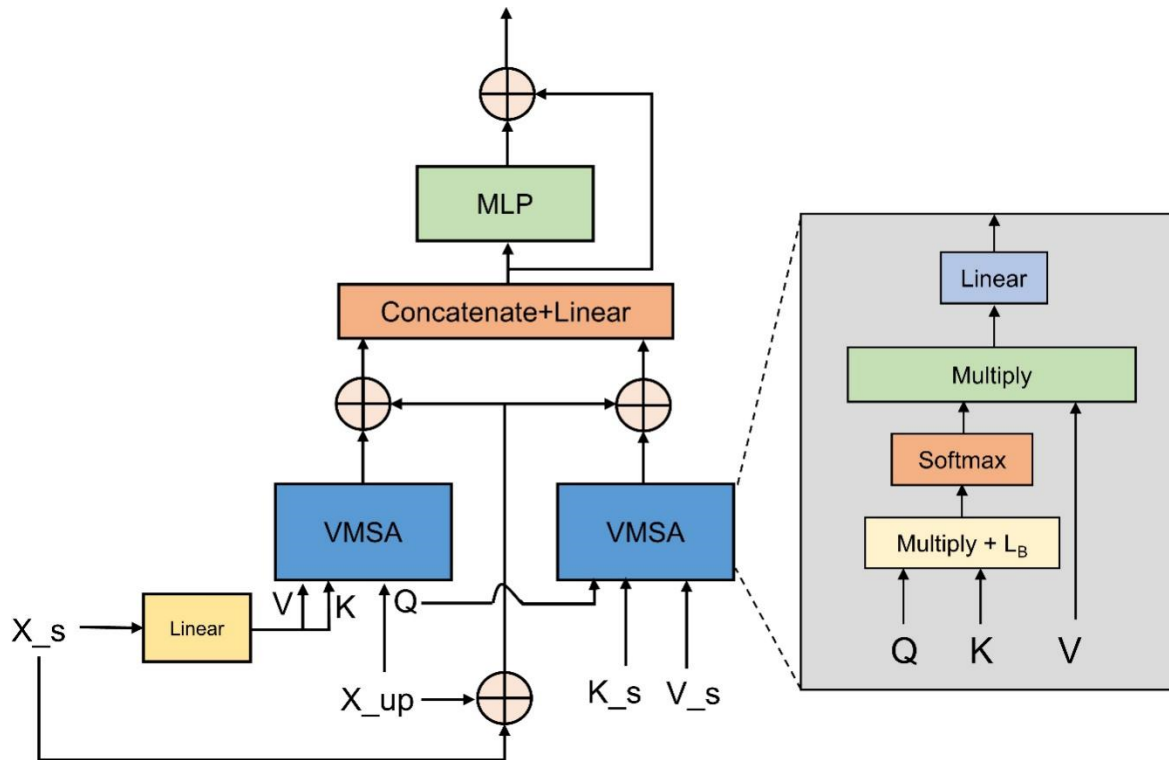 MLP
Concatenate+Linear
VMSA
VMSA
V
K
Q
X_s
Linear
X_up
K_s
V_s
Linear
Multiply
Softmax
Multiply + L_B
Q
K
V